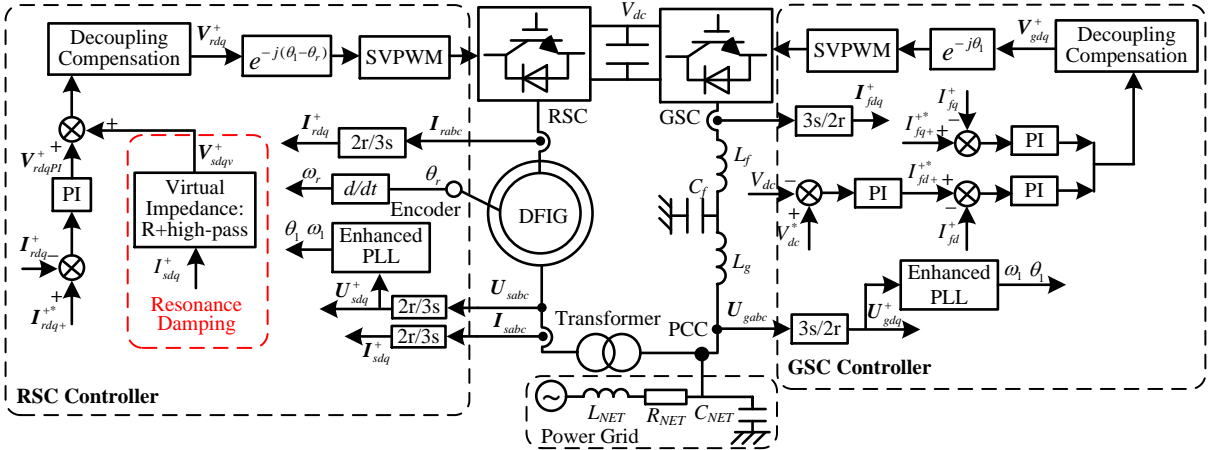 Decoupling
Compensation
V⁺rdq
e^{-j(θ1-θr)}
SVPWM
RSC
Vdc
GSC
SVPWM
e^{-jθ1}
V⁺gdq
Decoupling
Compensation
+
+
V⁺rdqPI
PI
I⁺rdq
−
+
I⁺*rdq+
V⁺sdqv
Virtual
Impedance:
R+high-pass
I⁺sdq
Resonance
Damping
RSC Controller
I⁺rdq
2r/3s
Irabc
ωr
d/dt
θr
Encoder
DFIG
θ1 ω1
Enhanced
PLL
U⁺sdq
2r/3s
Usabc
I⁺sdq
2r/3s
Isabc
Transformer
PCC
Lf
Cf
Lg
I⁺fdq
3s/2r
I⁺fq
−
I⁺*fq+
+
PI
Vdc
−
+
V*dc
PI
I⁺*fd+
+
−
I⁺fd
PI
Ugabc
3s/2r
U⁺gdq
Enhanced
PLL
ω1 θ1
GSC Controller
LNET
RNET
CNET
Power Grid